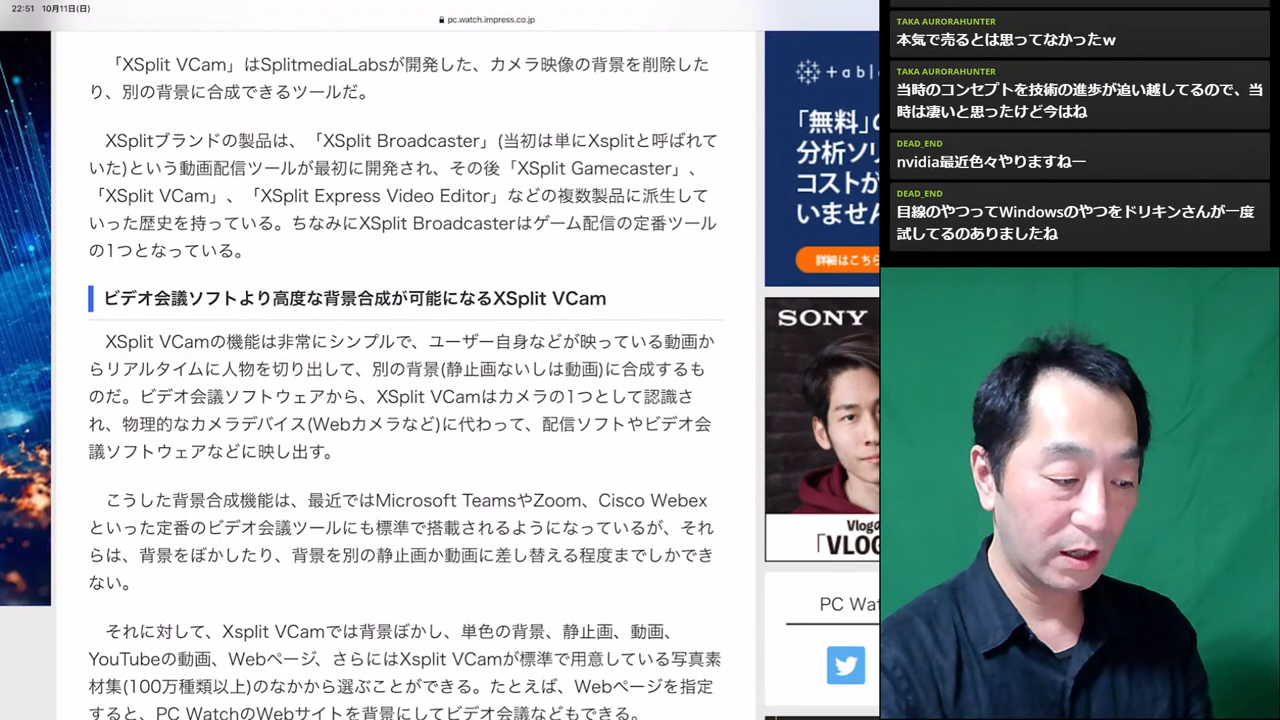 22:51 10月11日(日)
pc.watch.impress.co.jp
「XSplit VCam」はSplitmediaLabsが開発した、カメラ映像の背景を削除した
り、別の背景に合成できるツールだ。
XSplitブランドの製品は、「XSplit Broadcaster」(当初は単にXsplitと呼ばれて
いた)という動画配信ツールが最初に開発され、その後「XSplit Gamecaster」、
「XSplit VCam」、「XSplit Express Video Editor」などの複数製品に派生して
いった歴史を持っている。ちなみにXSplit Broadcasterはゲーム配信の定番ツール
の1つとなっている。
ビデオ会議ソフトより高度な背景合成が可能になるXSplit VCam
XSplit VCamの機能は非常にシンプルで、ユーザー自身などが映っている動画か
らリアルタイムに人物を切り出して、別の背景(静止画ないしは動画)に合成するも
のだ。ビデオ会議ソフトウェアから、XSplit VCamはカメラの1つとして認識さ
れ、物理的なカメラデバイス(Webカメラなど)に代わって、配信ソフトやビデオ会
議ソフトウェアなどに映し出す。
こうした背景合成機能は、最近ではMicrosoft TeamsやZoom、Cisco Webex
といった定番のビデオ会議ツールにも標準で搭載されるようになっているが、それ
らは、背景をぼかしたり、背景を別の静止画か動画に差し替える程度までしかでき
ない。
それに対して、Xsplit VCamでは背景ぼかし、単色の背景、静止画、動画、
YouTubeの動画、Webページ、さらにはXsplit VCamが標準で用意している写真素
材集(100万種類以上)のなかから選ぶことができる。たとえば、Webページを指定
すると、PC WatchのWebサイトを背景にしてビデオ会議などもできる。
+ a b l
「無料」の
分析ソリ
コストが
いません
詳細はこちら
SONY
Vlogの
「VLO
PC Wat
TAKA AURORAHUNTER
本気で売るとは思ってなかったｗ
TAKA AURORAHUNTER
当時のコンセプトを技術の進歩が追い越してるので、当
時は凄いと思ったけど今はね
DEAD_END
nvidia最近色々やりますねー
DEAD_END
目線のやつってWindowsのやつをドリキンさんが一度
試してるのありましたね